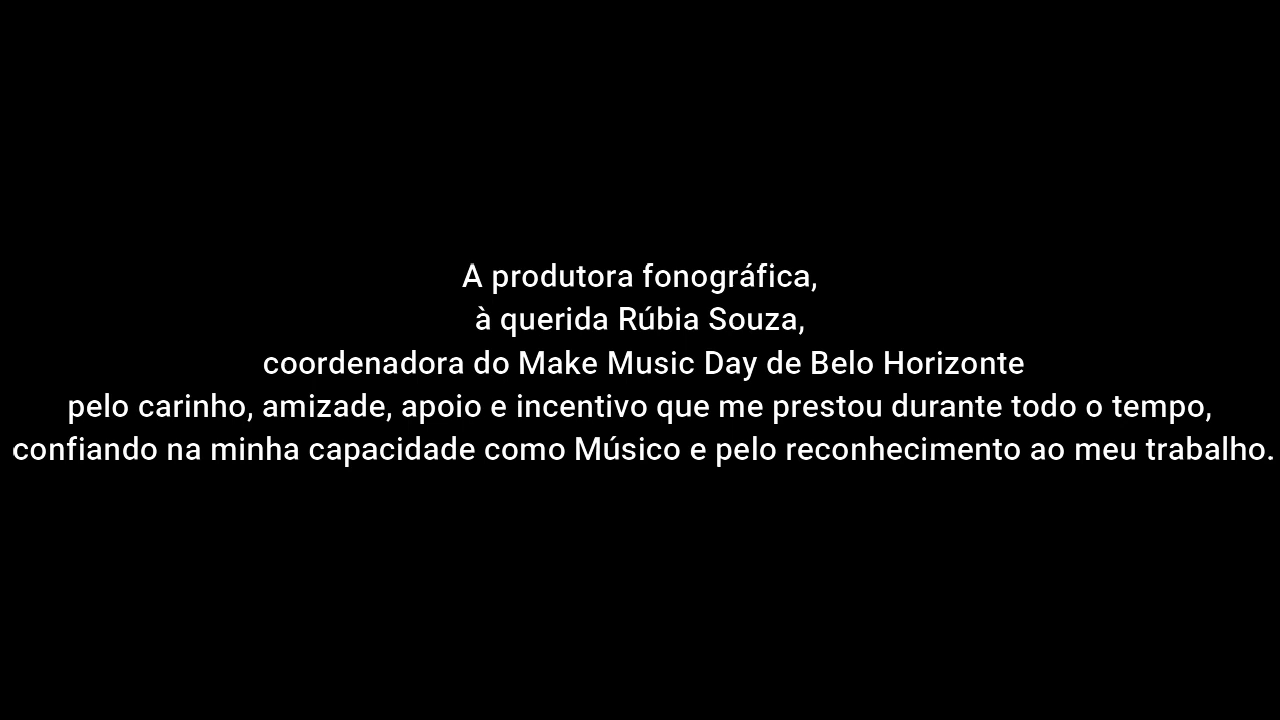 A produtora fonográfica,
à querida Rúbia Souza,
coordenadora do Make Music Day de Belo Horizonte
pelo carinho, amizade, apoio e incentivo que me prestou durante todo o tempo,
confiando na minha capacidade como Músico e pelo reconhecimento ao meu trabalho.